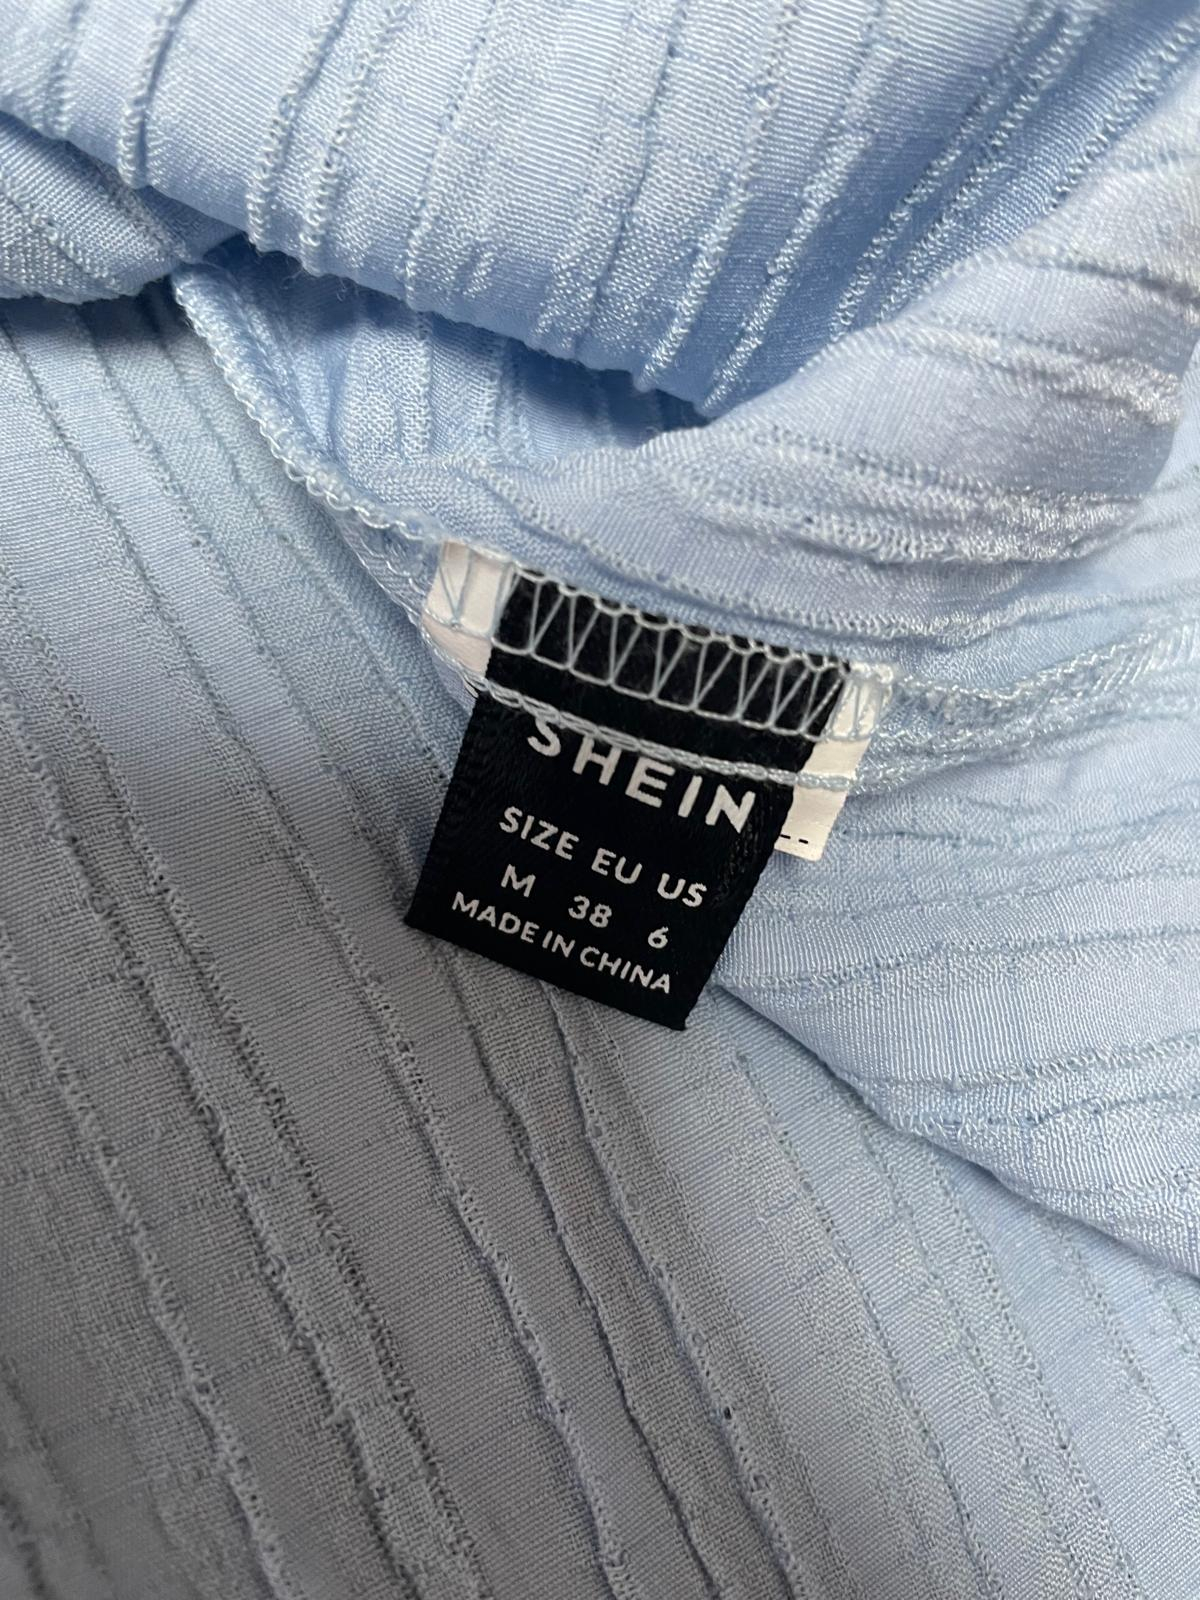 SHEIN
SIZE EU US
M 38 6
MADE IN CHINA